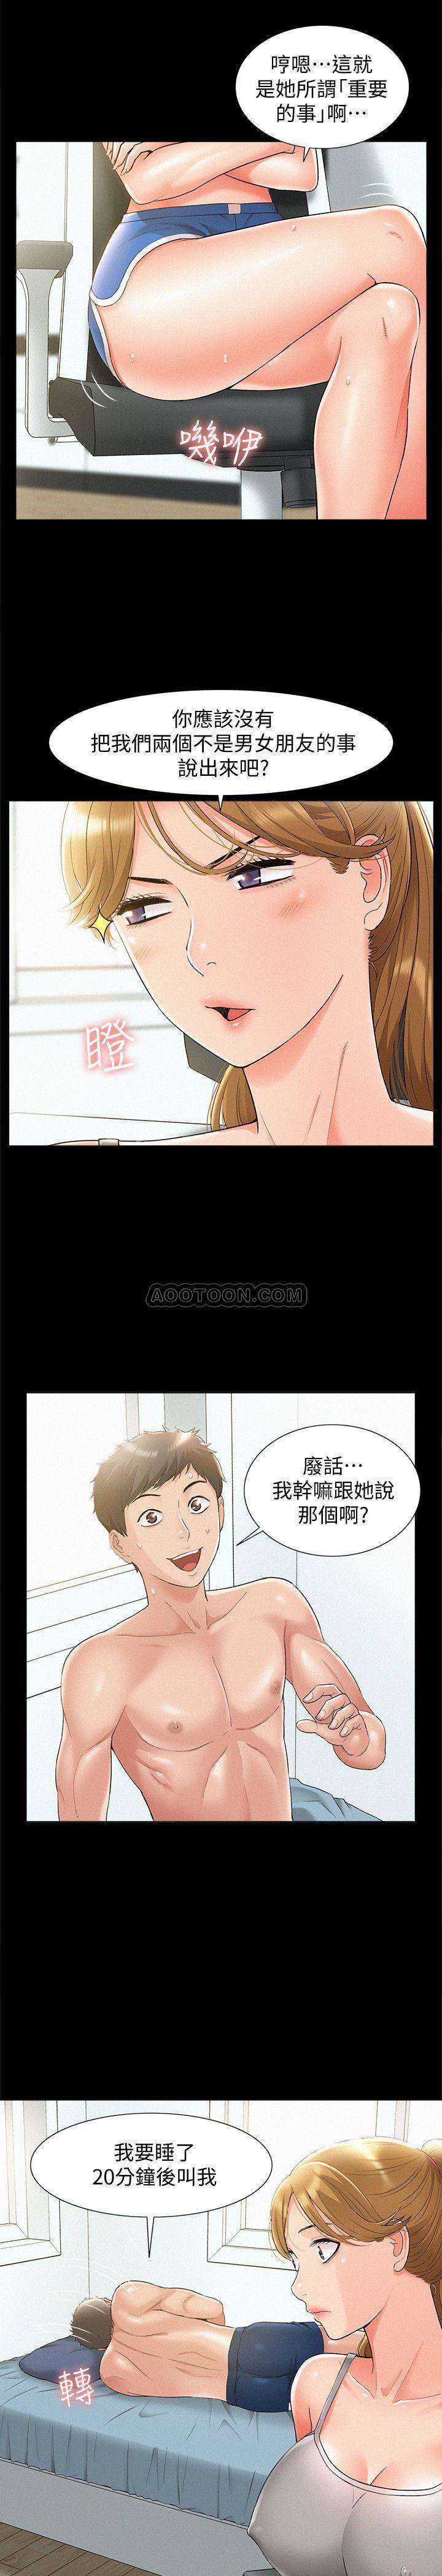 哼嗯⋯這就
是她所謂「重要
的事」啊⋯
嘰咿
你應該沒有
把我們兩個不是男女朋友的事
說出來吧?
瞪
AOOTOON.COM
廢話⋯
我幹嘛跟她說
那個啊?
我要睡了
20分鐘後叫我
轉